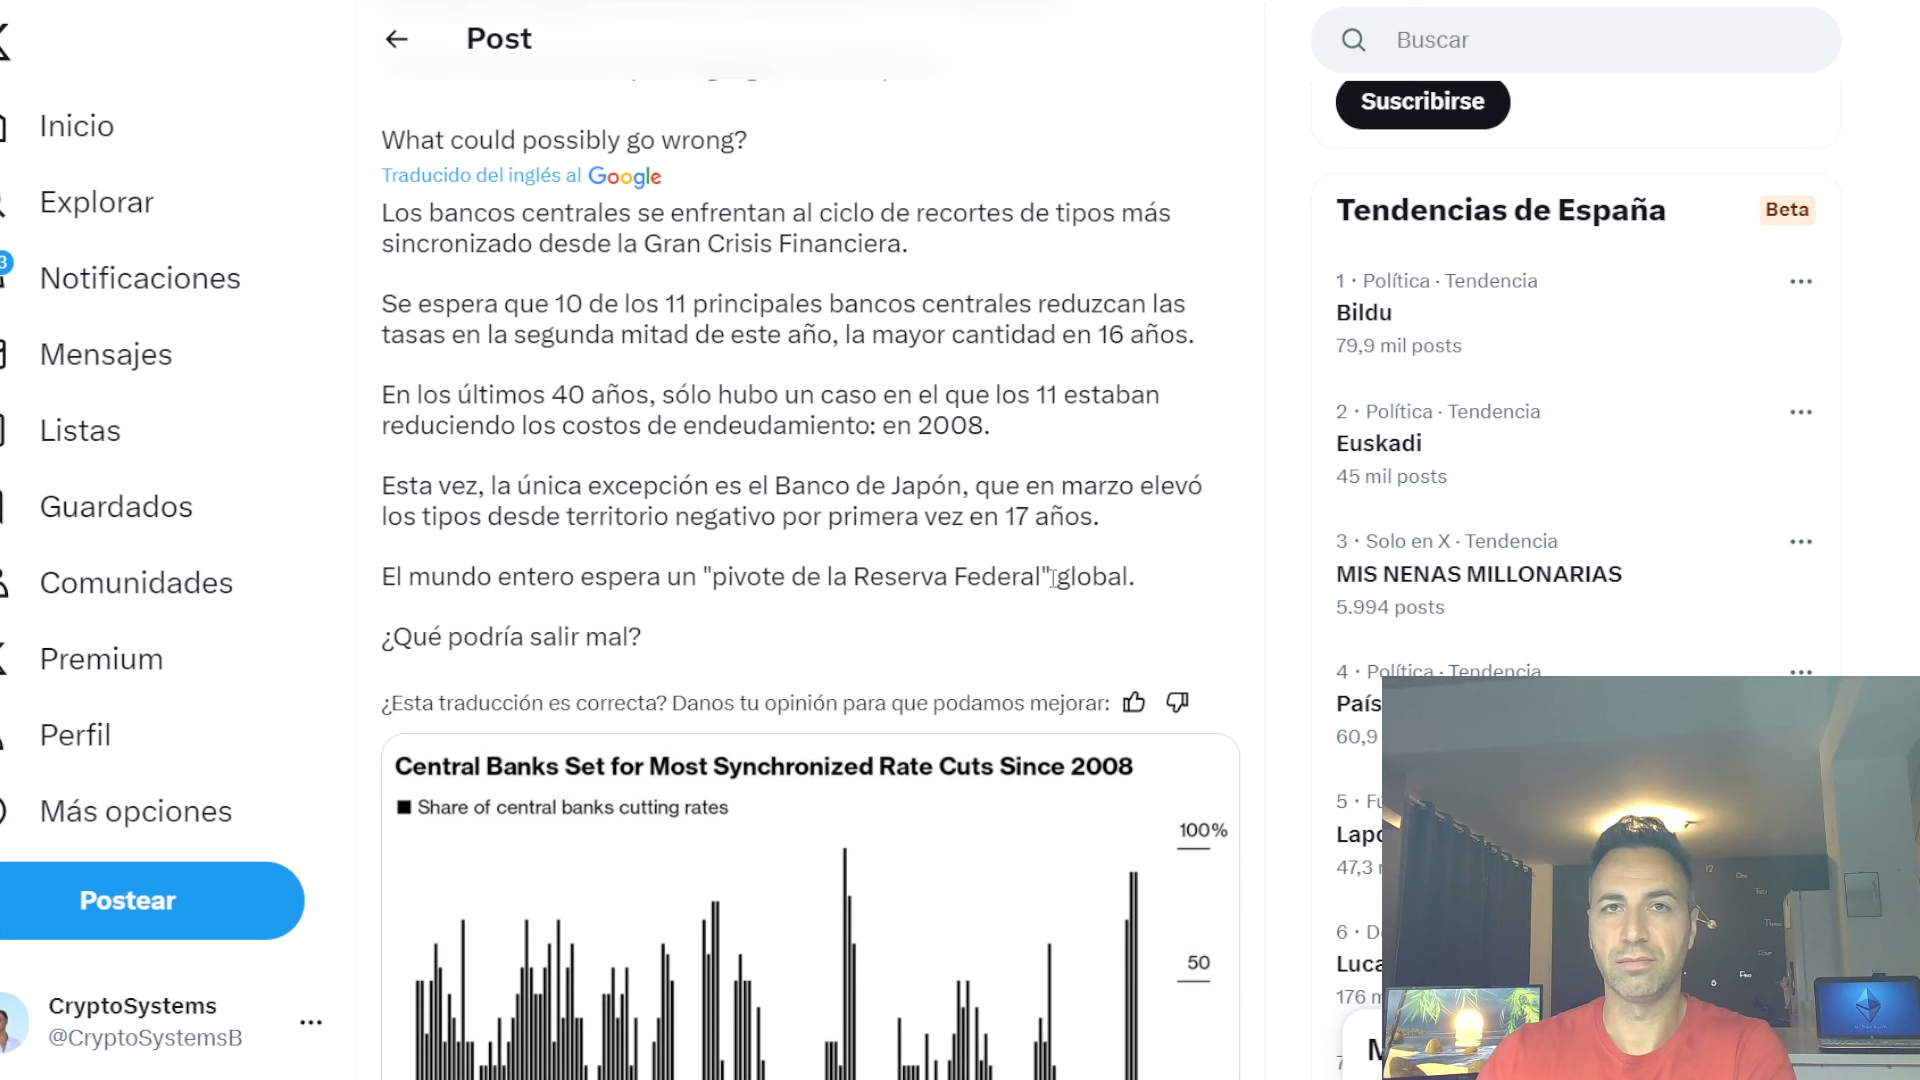 Post
Inicio
Explorar
3
Notificaciones
Mensajes
Listas
Guardados
Comunidades
Premium
Perfil
Más opciones
Postear
CryptoSystems
@CryptoSystemsB
What could possibly go wrong?
Traducido del inglés al Google
Los bancos centrales se enfrentan al ciclo de recortes de tipos más
sincronizado desde la Gran Crisis Financiera.
Se espera que 10 de los 11 principales bancos centrales reduzcan las
tasas en la segunda mitad de este año, la mayor cantidad en 16 años.
En los últimos 40 años, sólo hubo un caso en el que los 11 estaban
reduciendo los costos de endeudamiento: en 2008.
Esta vez, la única excepción es el Banco de Japón, que en marzo elevó
los tipos desde territorio negativo por primera vez en 17 años.
El mundo entero espera un "pivote de la Reserva Federal" global.
¿Qué podría salir mal?
¿Esta traducción es correcta? Danos tu opinión para que podamos mejorar:
Central Banks Set for Most Synchronized Rate Cuts Since 2008
Share of central banks cutting rates
100%
50
Buscar
Suscribirse
Tendencias de España
Beta
1 · Política · Tendencia
Bildu
79,9 mil posts
2 · Política · Tendencia
Euskadi
45 mil posts
3 · Solo en X · Tendencia
MIS NENAS MILLONARIAS
5.994 posts
4 · Política · Tendencia
País
60,9
5 ·
47,3
6 ·
Luca
176